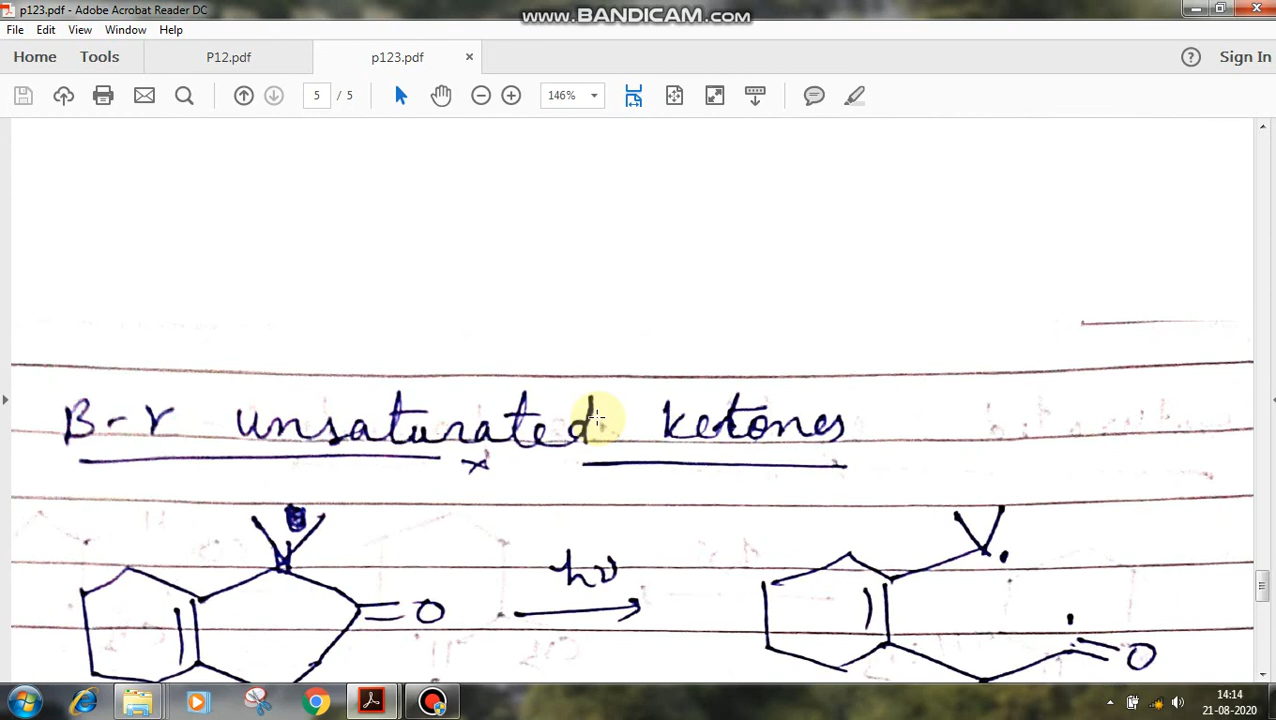 p123.pdf - Adobe Acrobat Reader DC
www.BANDICAM.com
File Edit View Window Help
Home Tools P12.pdf p123.pdf × ? Sign In
5 / 5 146%
B-γ unsaturated ketones
hν
O
O
14:14
21-08-2020